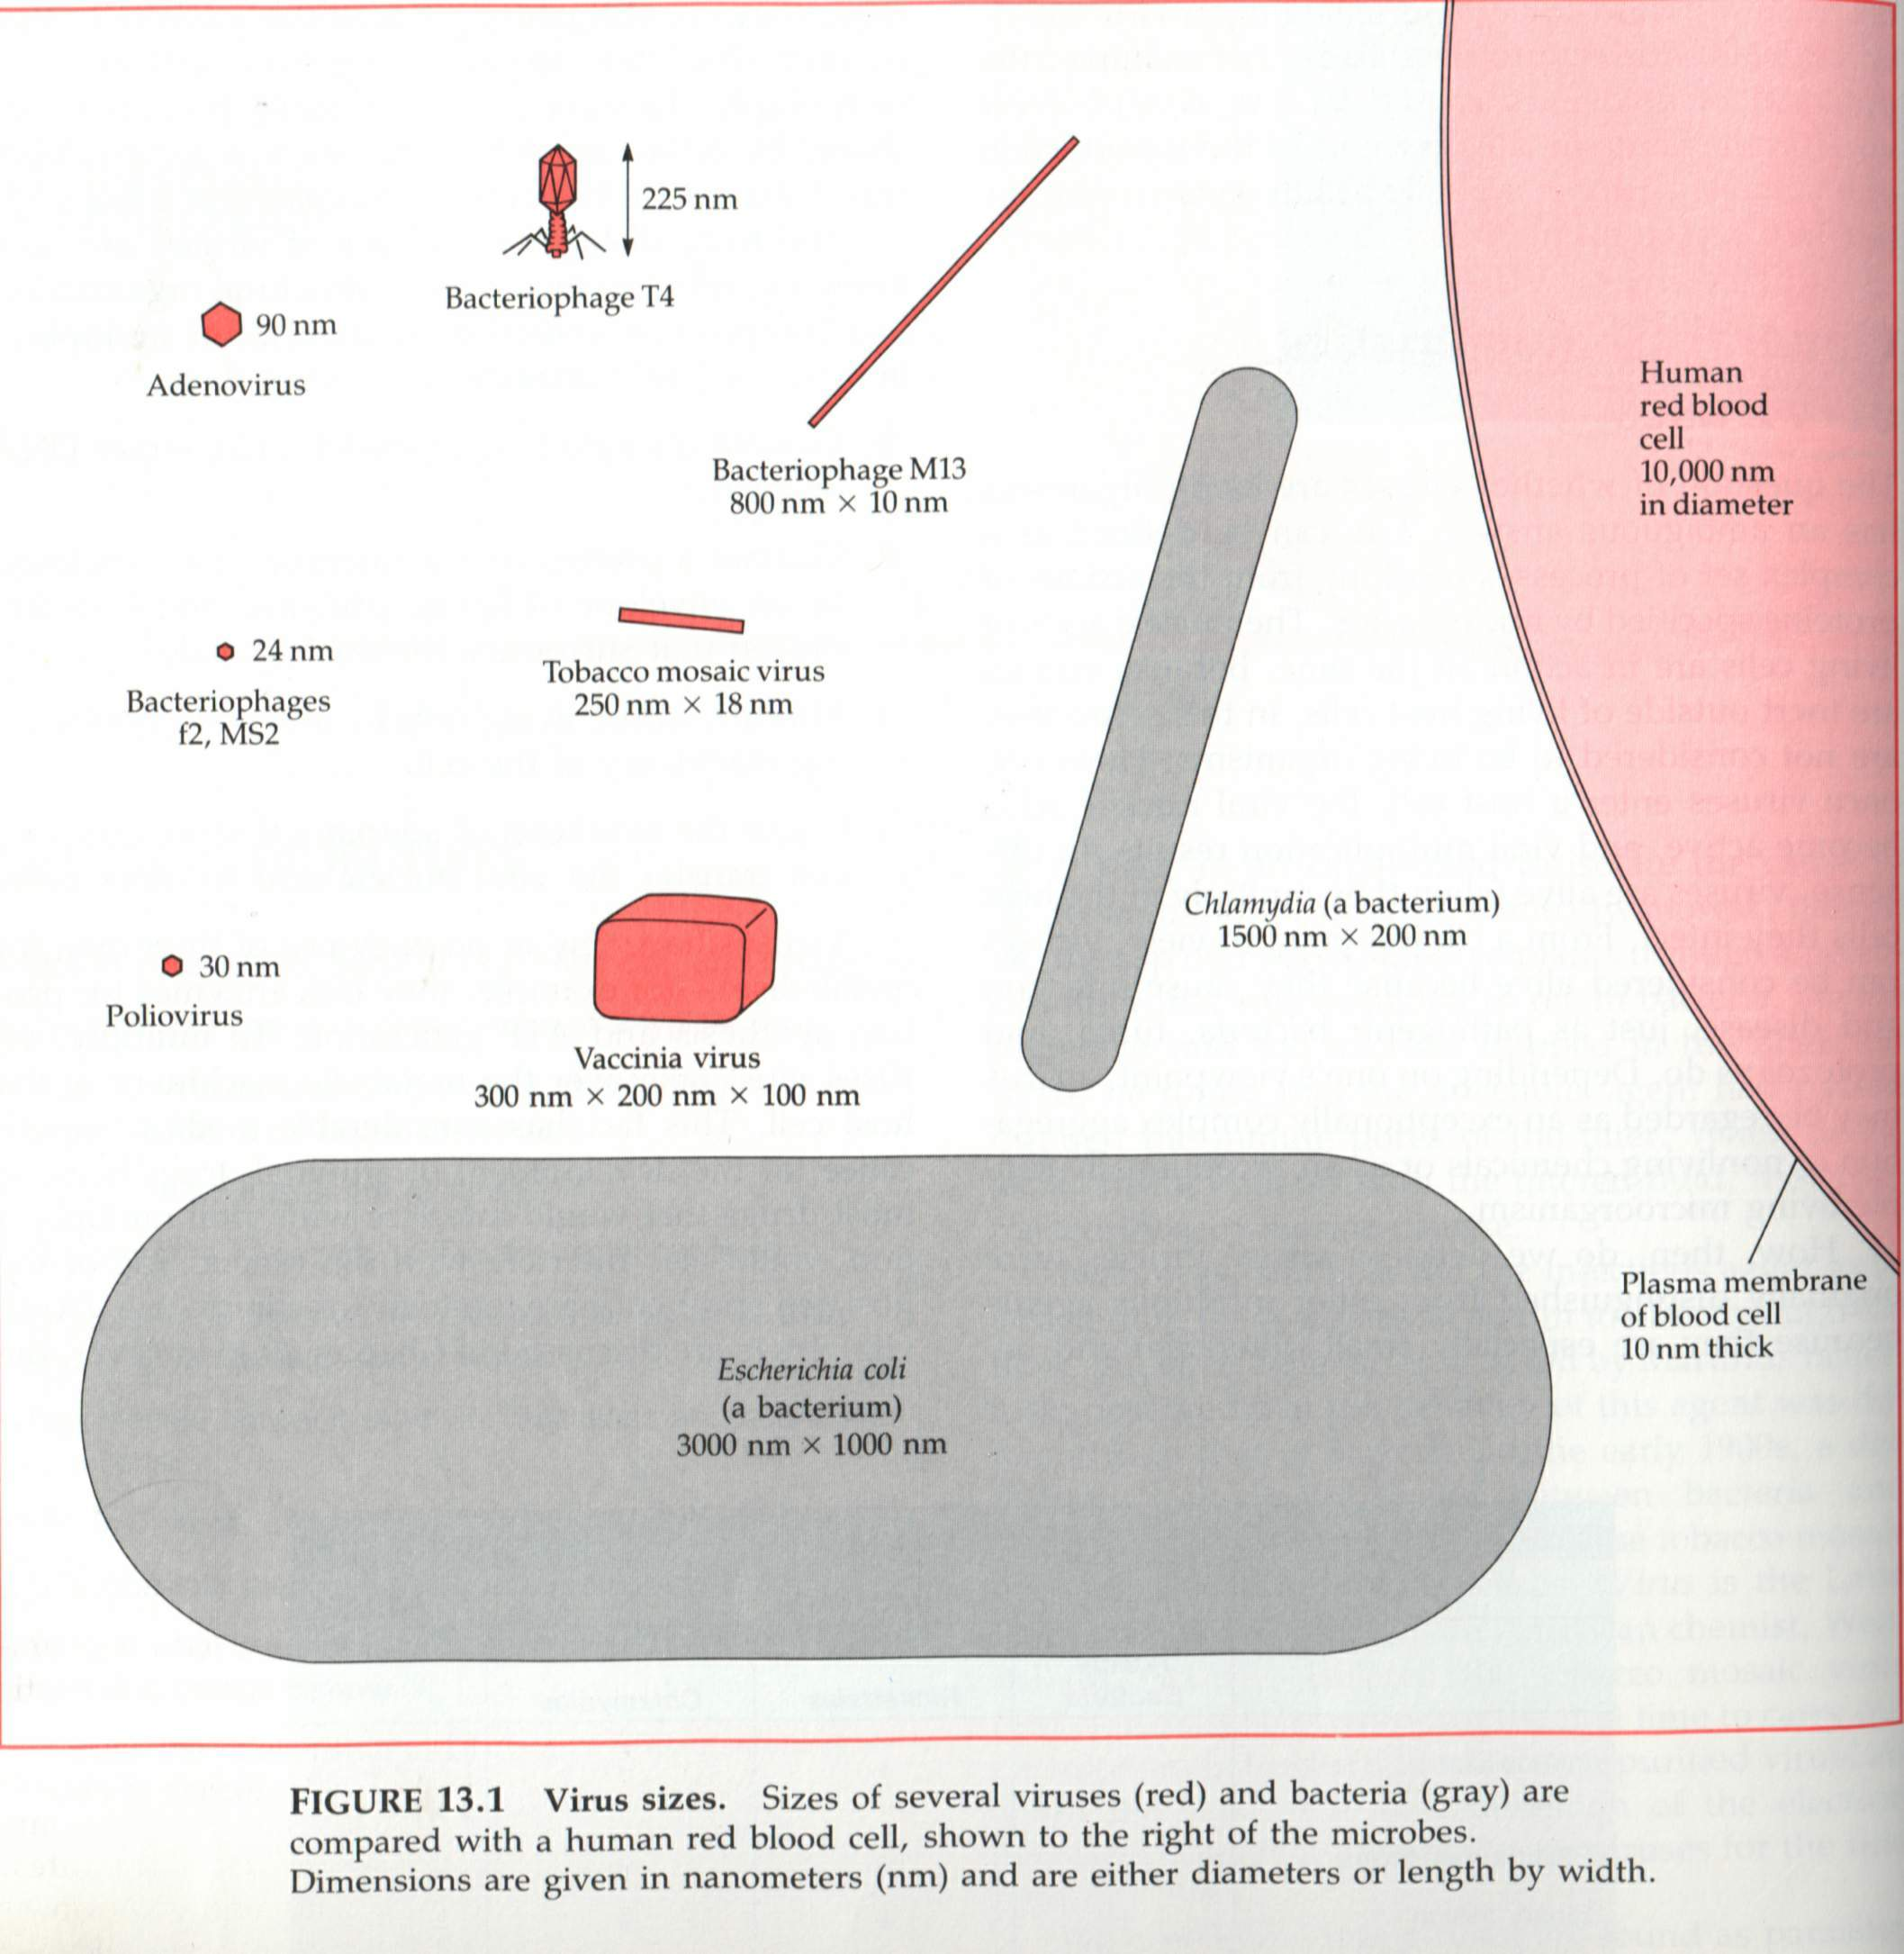 225 nm
Bacteriophage T4
90 nm
Adenovirus
Bacteriophage M13
800 nm × 10 nm
Human
red blood
cell
10,000 nm
in diameter
24 nm
Bacteriophages
f2, MS2
Tobacco mosaic virus
250 nm × 18 nm
30 nm
Poliovirus
Vaccinia virus
300 nm × 200 nm × 100 nm
Chlamydia (a bacterium)
1500 nm × 200 nm
Plasma membrane
of blood cell
10 nm thick
Escherichia coli
(a bacterium)
3000 nm × 1000 nm
FIGURE 13.1 Virus sizes. Sizes of several viruses (red) and bacteria (gray) are
compared with a human red blood cell, shown to the right of the microbes.
Dimensions are given in nanometers (nm) and are either diameters or length by width.